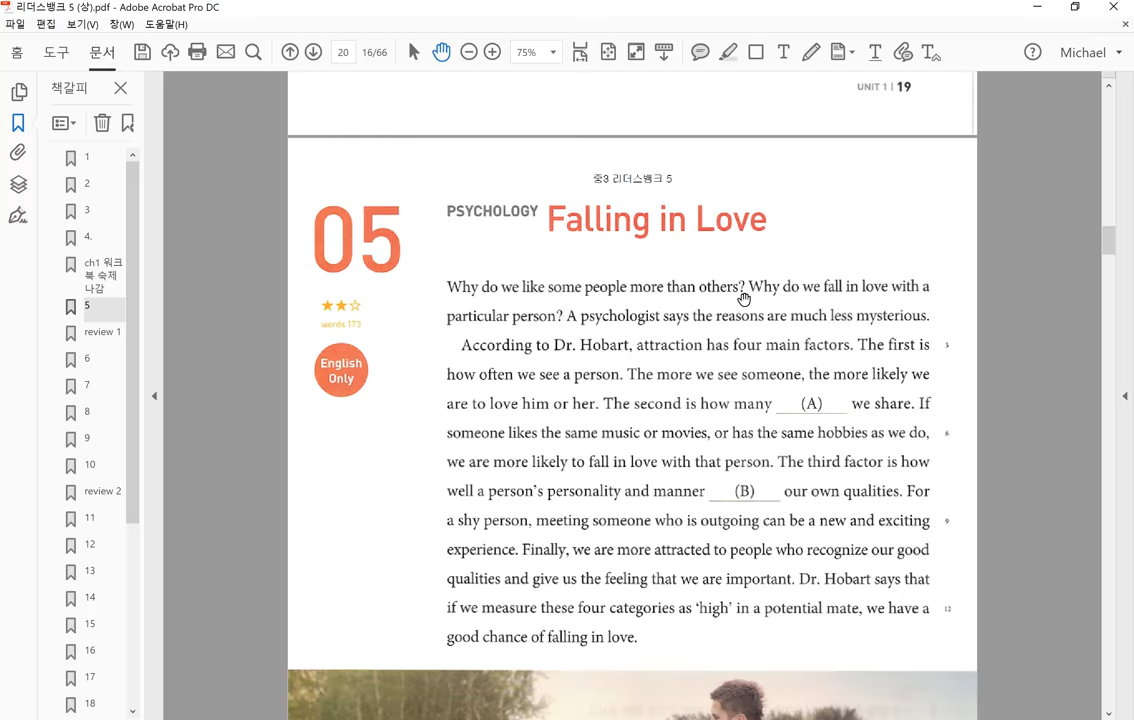 리더스뱅크 5 (상).pdf - Adobe Acrobat Pro DC
파일 편집 보기(V) 창(W) 도움말(H)
홈 도구 문서 20 16/66 75% Michael
책갈피
1
2
3
4.
ch1 워크
북 숙제
나감
5
review 1
6
7
8
9
10
review 2
11
12
13
14
15
16
17
18
UNIT 1 | 19
중3 리더스뱅크 5
05
PSYCHOLOGY Falling in Love
words 173
English
Only
Why do we like some people more than others? Why do we fall in love with a
particular person? A psychologist says the reasons are much less mysterious.
According to Dr. Hobart, attraction has four main factors. The first is 3
how often we see a person. The more we see someone, the more likely we
are to love him or her. The second is how many (A) we share. If
someone likes the same music or movies, or has the same hobbies as we do, 6
we are more likely to fall in love with that person. The third factor is how
well a person's personality and manner (B) our own qualities. For
a shy person, meeting someone who is outgoing can be a new and exciting 9
experience. Finally, we are more attracted to people who recognize our good
qualities and give us the feeling that we are important. Dr. Hobart says that
if we measure these four categories as 'high' in a potential mate, we have a 12
good chance of falling in love.